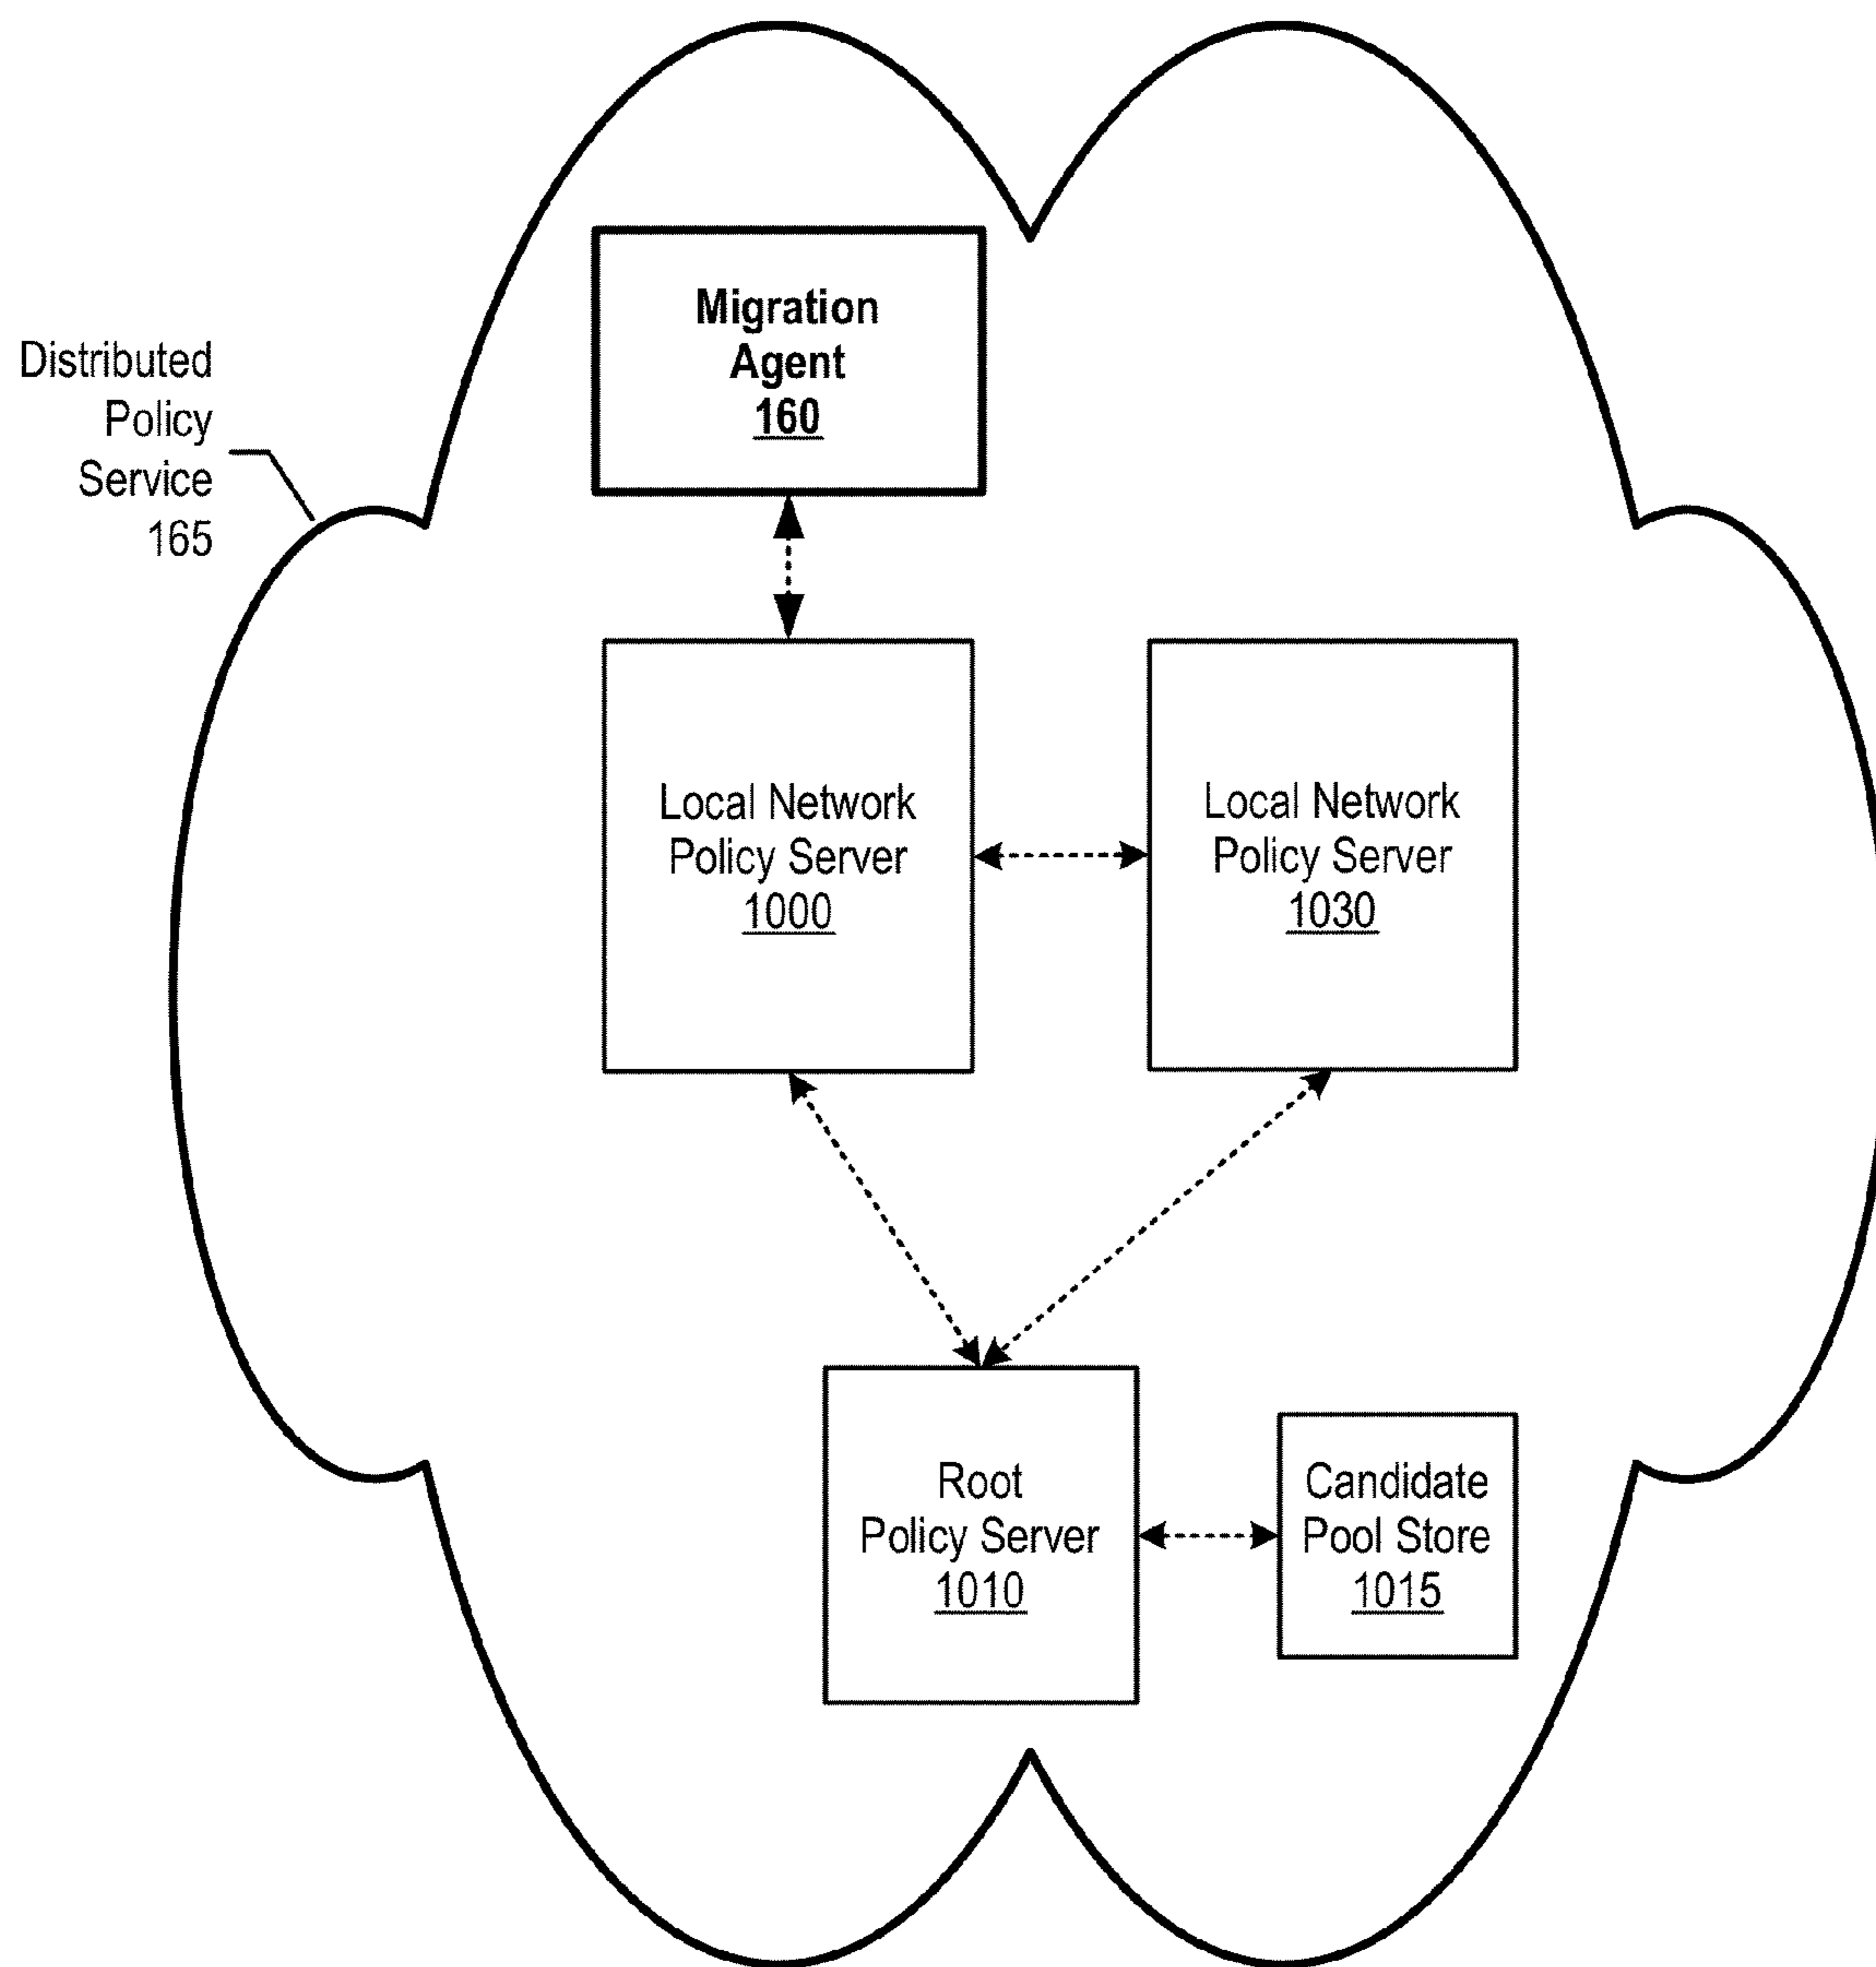 Migration
Agent
160
Distributed
Policy
Service
165
Local Network
Policy Server
1000
Local Network
Policy Server
1030
Root
Policy Server
1010
Candidate
Pool Store
1015